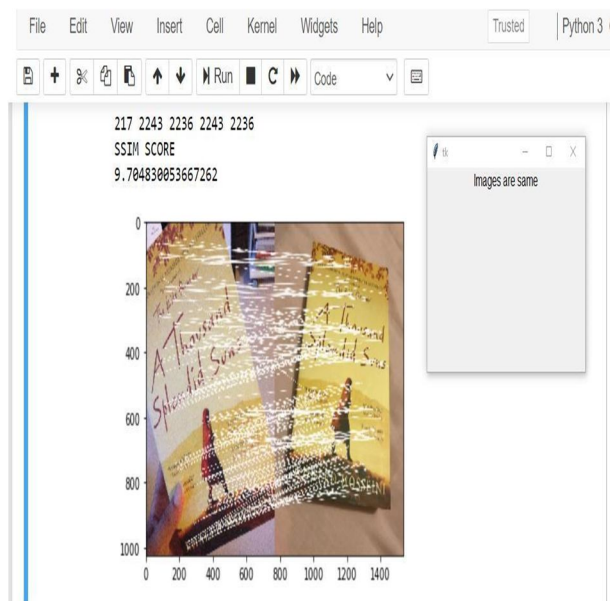 File Edit View Insert Cell Kernel Widgets Help
Trusted
Python 3
Run
Code
217 2243 2236 2243 2236
SSIM SCORE
9.704830053667262
tk
Images are same
0
200
400
600
800
1000
0 200 400 600 800 1000 1200 1400
A Thousand
Splendid Suns
A Thousand
Splendid Suns
HOSSEINI